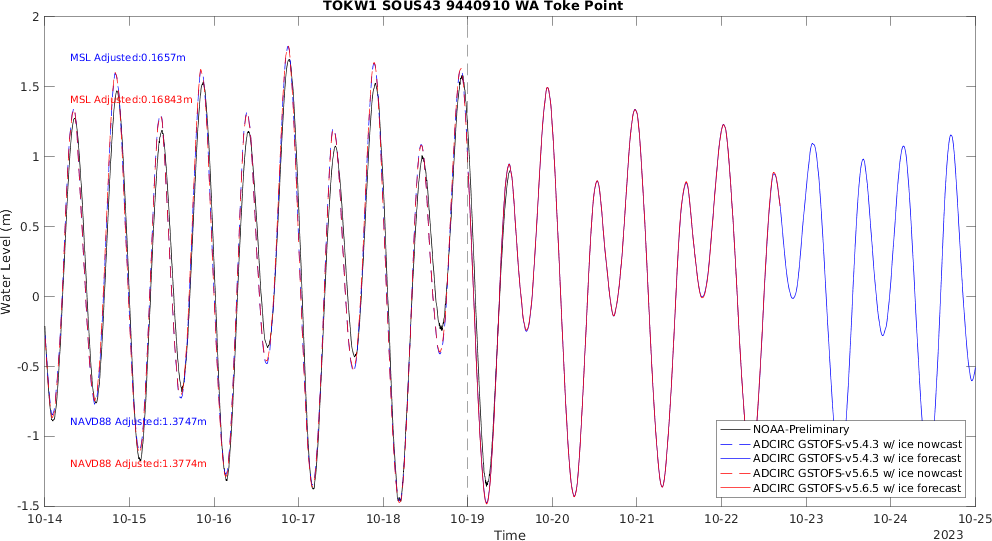 TOKW1 SOUS43 9440910 WA Toke Point
2
1.5
1
0.5
0
-0.5
-1
-1.5
Water Level (m)
MSL Adjusted:0.1657m
MSL Adjusted:0.16843m
NAVD88 Adjusted:1.3747m
NAVD88 Adjusted:1.3774m
NOAA-Preliminary
ADCIRC GSTOFS-v5.4.3 w/ ice nowcast
ADCIRC GSTOFS-v5.4.3 w/ ice forecast
ADCIRC GSTOFS-v5.6.5 w/ ice nowcast
ADCIRC GSTOFS-v5.6.5 w/ ice forecast
10-14 10-15 10-16 10-17 10-18 10-19 10-20 10-21 10-22 10-23 10-24 10-25
Time
2023